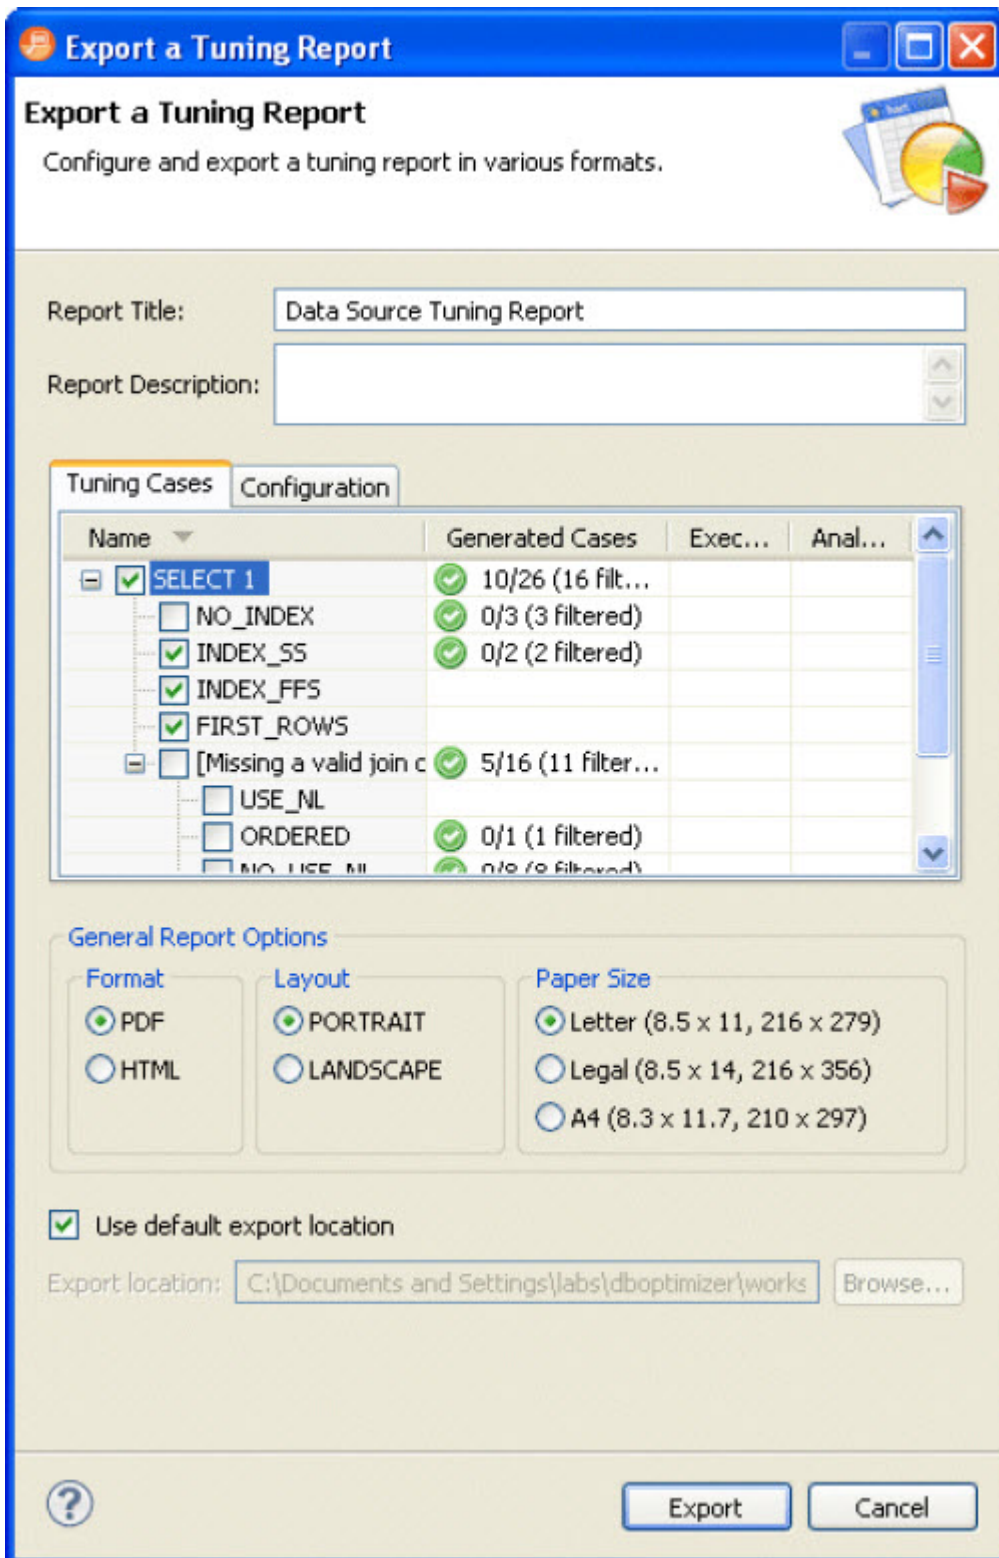 Export a Tuning Report
Export a Tuning Report
Configure and export a tuning report in various formats.
Report Title: Data Source Tuning Report
Report Description:
Tuning Cases Configuration
Name Generated Cases Exec... Anal...
SELECT 1 10/26 (16 filt...
NO_INDEX 0/3 (3 filtered)
INDEX_SS 0/2 (2 filtered)
INDEX_FFS
FIRST_ROWS
[Missing a valid join c 5/16 (11 filter...
USE_NL
ORDERED 0/1 (1 filtered)
NO_USE_NL 0/8 (8 filtered)
General Report Options
Format Layout Paper Size
PDF PORTRAIT Letter (8.5 x 11, 216 x 279)
HTML LANDSCAPE Legal (8.5 x 14, 216 x 356)
A4 (8.3 x 11.7, 210 x 297)
Use default export location
Export location: C:\Documents and Settings\labs\dboptimizer\works Browse...
Export Cancel